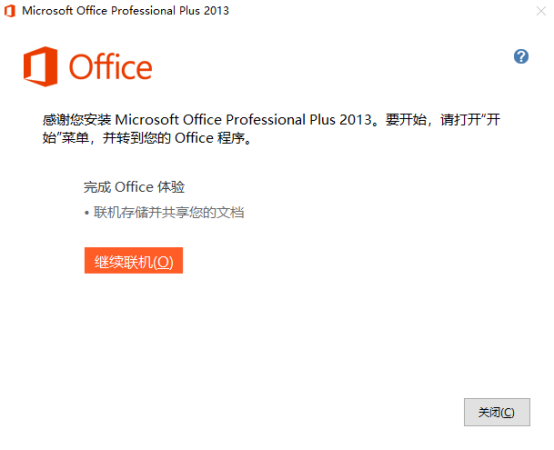 Microsoft Office Professional Plus 2013
Office
?
感谢您安装 Microsoft Office Professional Plus 2013。要开始，请打开“开
始”菜单，并转到您的 Office 程序。
完成 Office 体验
• 联机存储并共享您的文档
继续联机(O)
关闭(C)